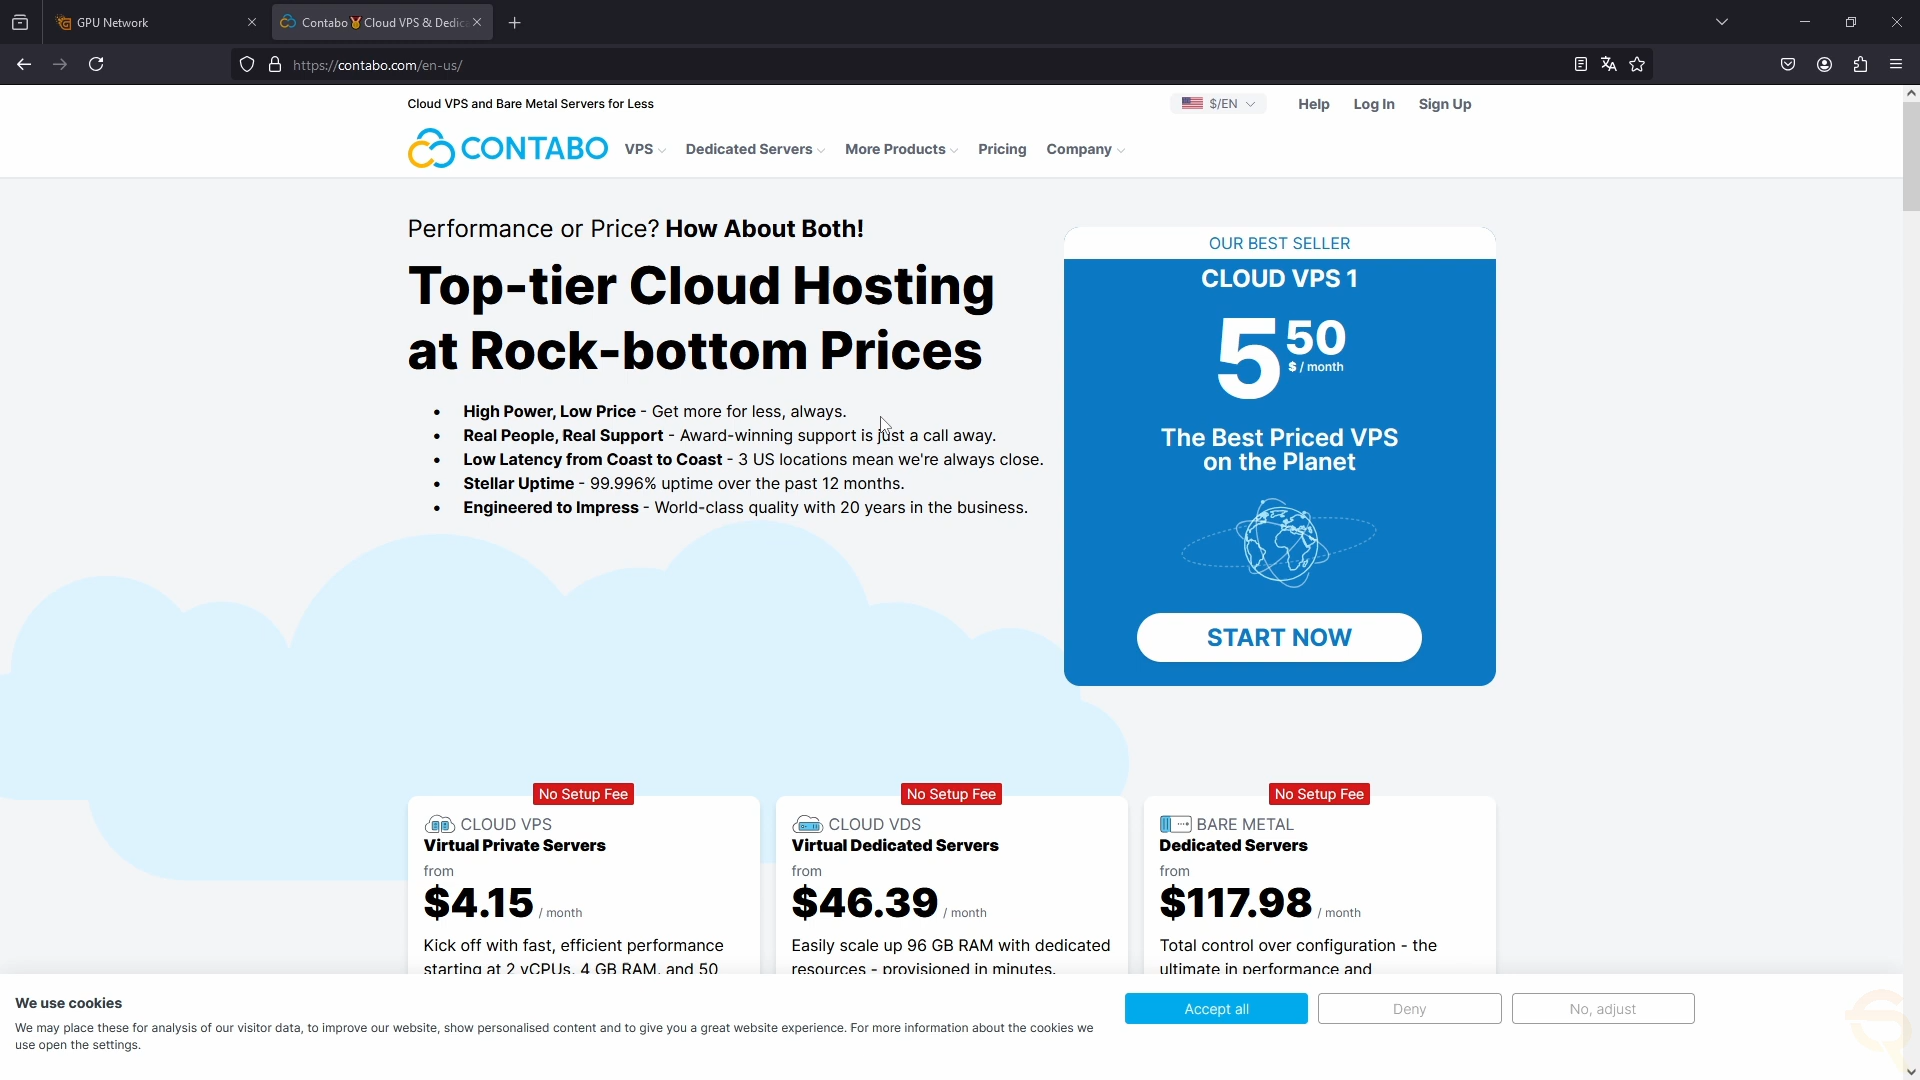 GPU Network
Contabo🏅Cloud VPS & Dedic
https://contabo.com/en-us/
Cloud VPS and Bare Metal Servers for Less
$/EN
Help
Log In
Sign Up
CONTABO
VPS
Dedicated Servers
More Products
Pricing
Company
Performance or Price? How About Both!
Top-tier Cloud Hosting
at Rock-bottom Prices
• High Power, Low Price - Get more for less, always.
• Real People, Real Support - Award-winning support is just a call away.
• Low Latency from Coast to Coast - 3 US locations mean we're always close.
• Stellar Uptime - 99.996% uptime over the past 12 months.
• Engineered to Impress - World-class quality with 20 years in the business.
OUR BEST SELLER
CLOUD VPS 1
5 50
$ / month
The Best Priced VPS
on the Planet
START NOW
No Setup Fee
CLOUD VPS
Virtual Private Servers
from
$4.15 / month
Kick off with fast, efficient performance
starting at 2 vCPUs, 4 GB RAM, and 50
No Setup Fee
CLOUD VDS
Virtual Dedicated Servers
from
$46.39 / month
Easily scale up 96 GB RAM with dedicated
resources - provisioned in minutes.
No Setup Fee
BARE METAL
Dedicated Servers
from
$117.98 / month
Total control over configuration - the
ultimate in performance and
We use cookies
We may place these for analysis of our visitor data, to improve our website, show personalised content and to give you a great website experience. For more information about the cookies we
use open the settings.
Accept all
Deny
No, adjust